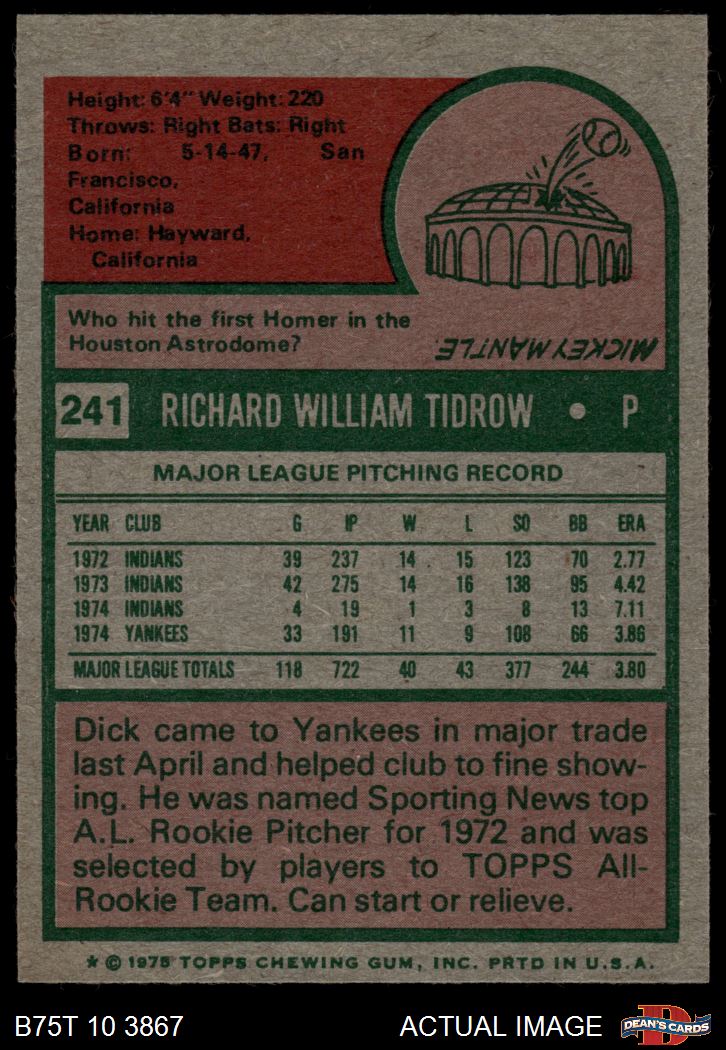 Height: 6'4" Weight: 220
Throws: Right Bats: Right
Born: 5-14-47, San
Francisco,
California
Home: Hayward,
California
Who hit the first Homer in the
Houston Astrodome?
MICKEY MANTLE.
241 RICHARD WILLIAM TIDROW • P
MAJOR LEAGUE PITCHING RECORD
YEAR CLUB G IP W L SO BB ERA
1972 INDIANS 39 237 14 15 123 70 2.77
1973 INDIANS 42 275 14 16 138 95 4.42
1974 INDIANS 4 19 1 3 8 13 7.11
1974 YANKEES 33 191 11 9 108 66 3.86
MAJOR LEAGUE TOTALS 118 722 40 43 377 244 3.80
Dick came to Yankees in major trade
last April and helped club to fine show-
ing. He was named Sporting News top
A.L. Rookie Pitcher for 1972 and was
selected by players to TOPPS All-
Rookie Team. Can start or relieve.
* © 1975 TOPPS CHEWING GUM, INC. PRTD IN U.S.A.
B75T 10 3867 ACTUAL IMAGE D DEAN'S CARDS